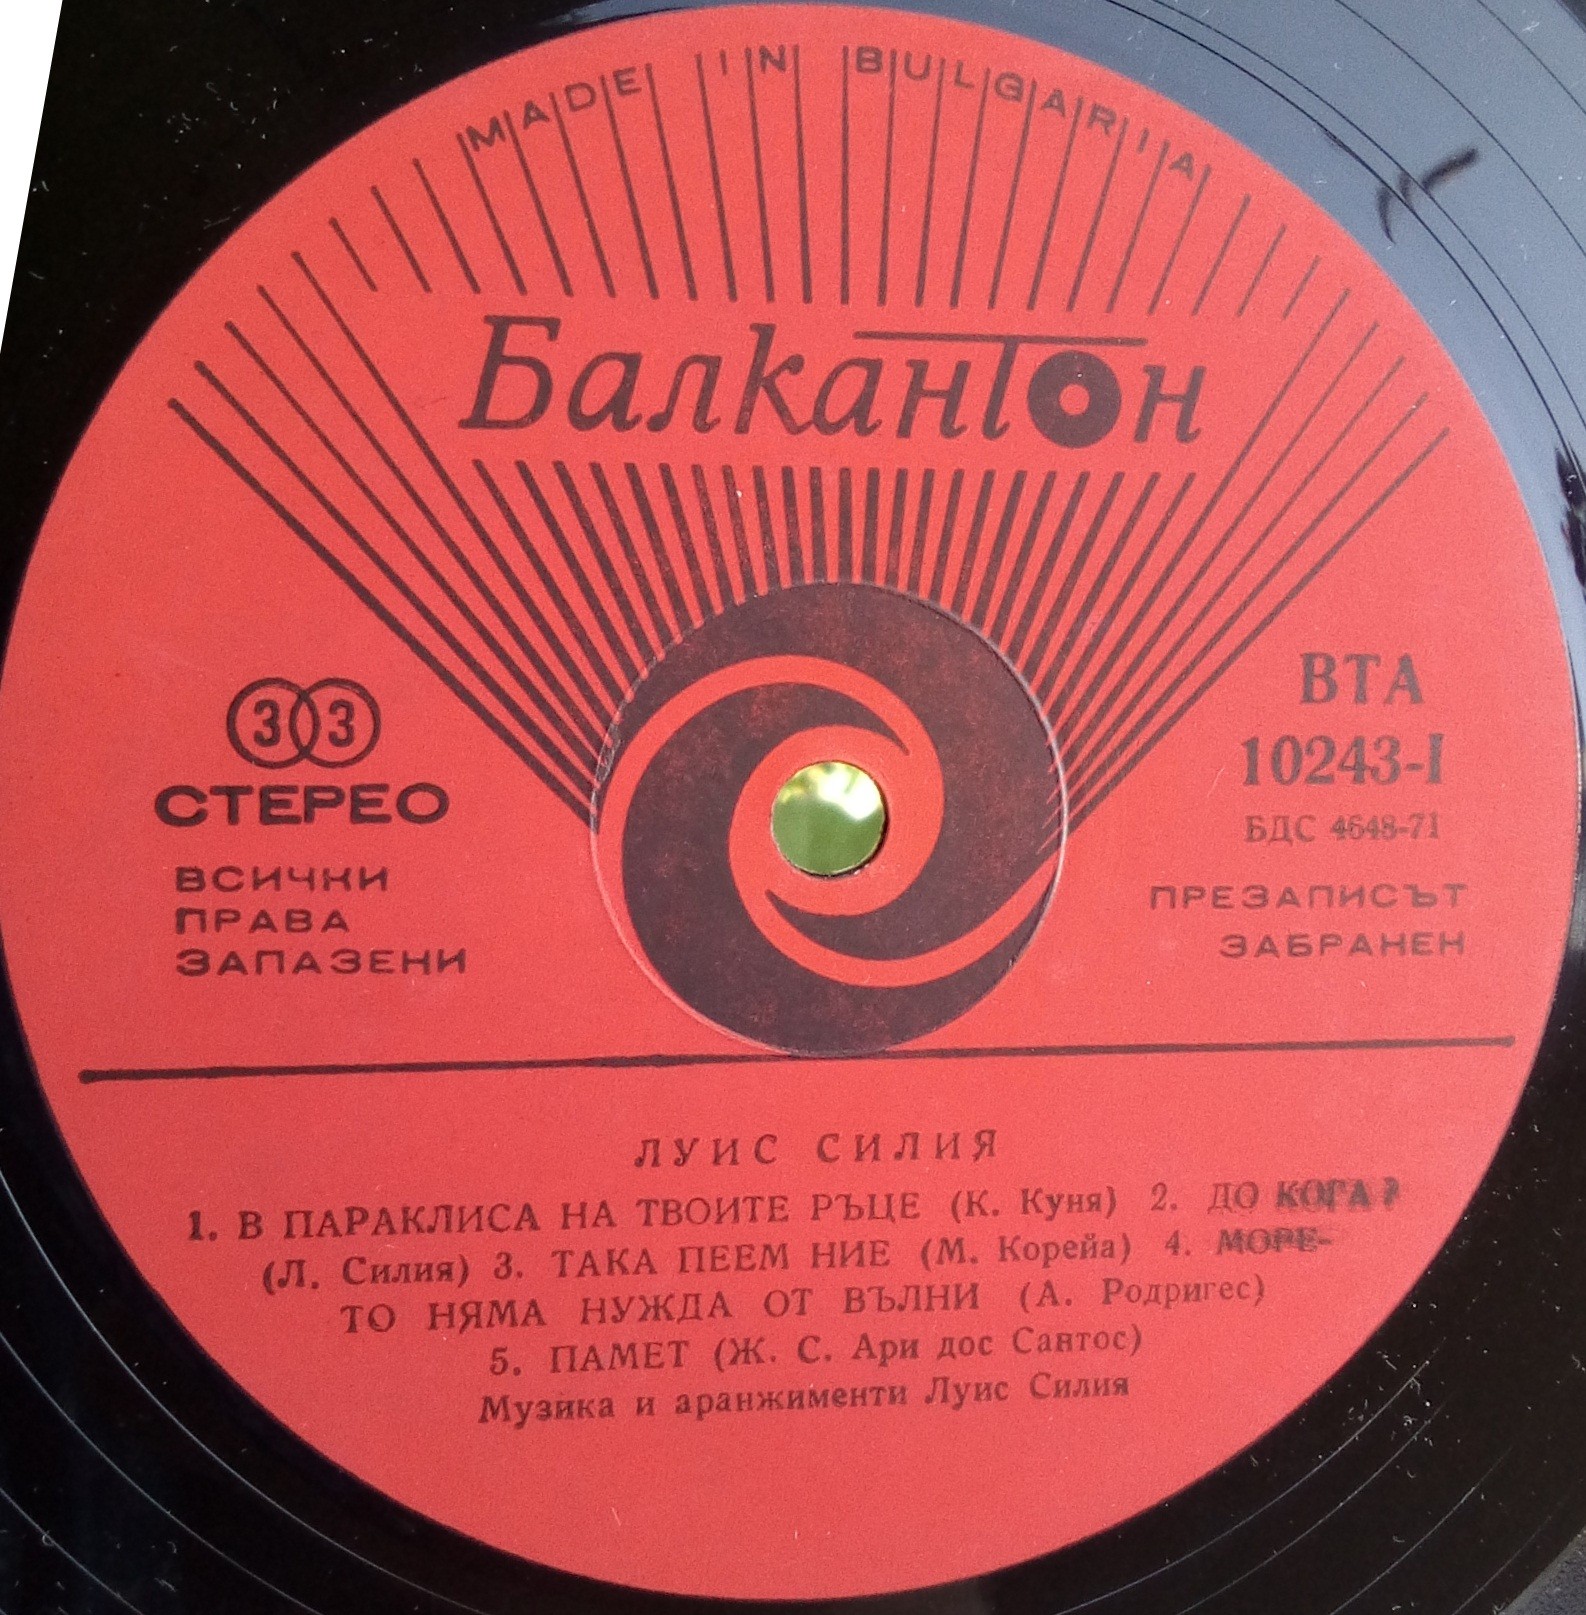 MADE IN BULGARIA
Балкантон
33
СТЕРЕО
ВСИЧКИ
ПРАВА
ЗАПАЗЕНИ
ВТА
10243-I
БДС 4648-71
ПРЕЗАПИСЪТ
ЗАБРАНЕН
ЛУИС СИЛИЯ
1. В ПАРАКЛИСА НА ТВОИТЕ РЪЦЕ (К. Куня) 2. ДО КОГА?
(Л. Силия) 3. ТАКА ПЕЕМ НИЕ (М. Корейа) 4. МОРЕ-
ТО НЯМА НУЖДА ОТ ВЪЛНИ (А. Родригес)
5. ПАМЕТ (Ж. С. Ари дос Сантос)
Музика и аранжименти Луис Силия